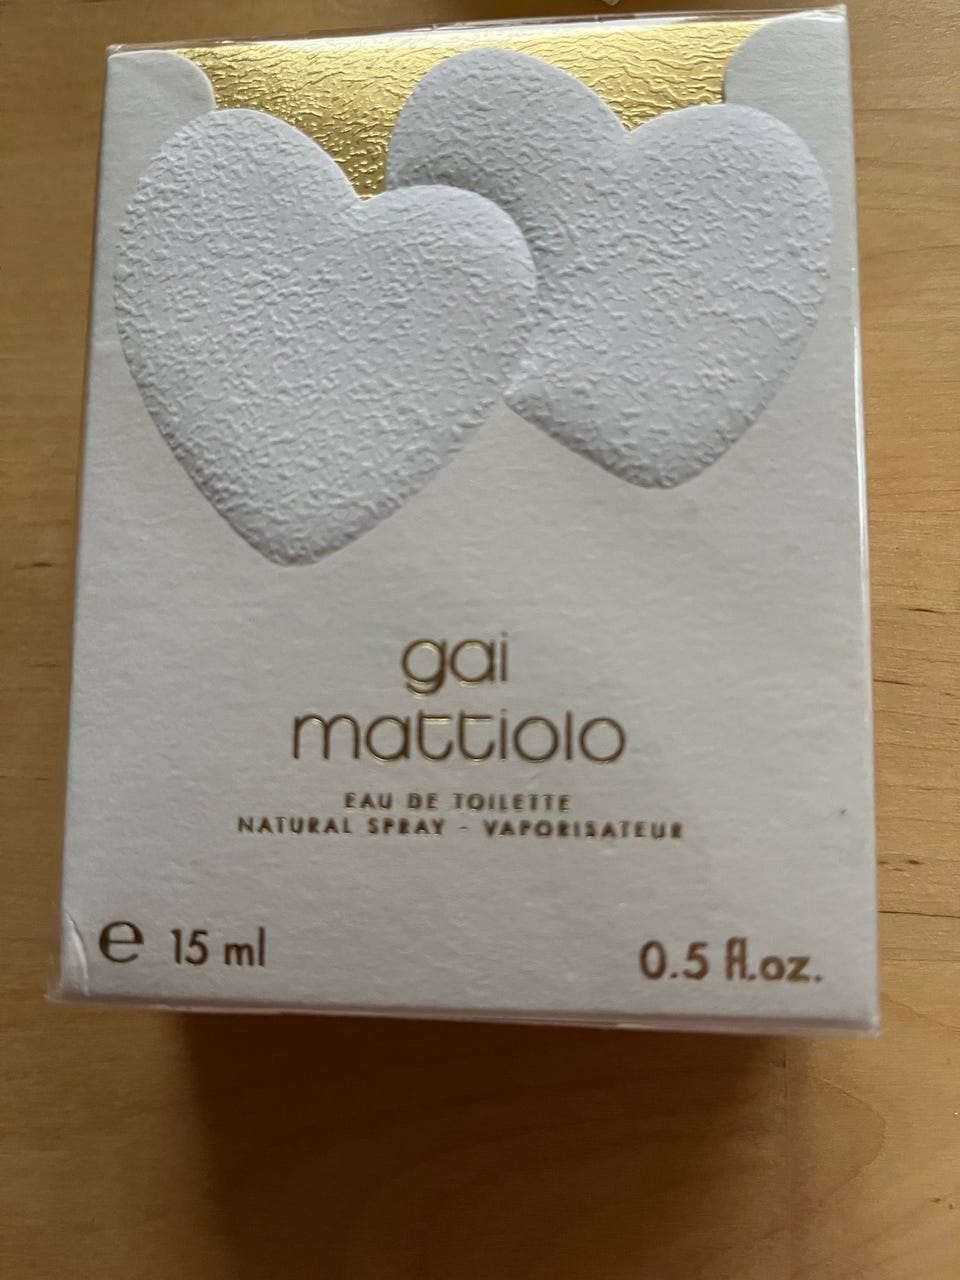 gai
mattiolo
EAU DE TOILETTE
NATURAL SPRAY - VAPORISATEUR
e 15 ml 0.5 fl.oz.